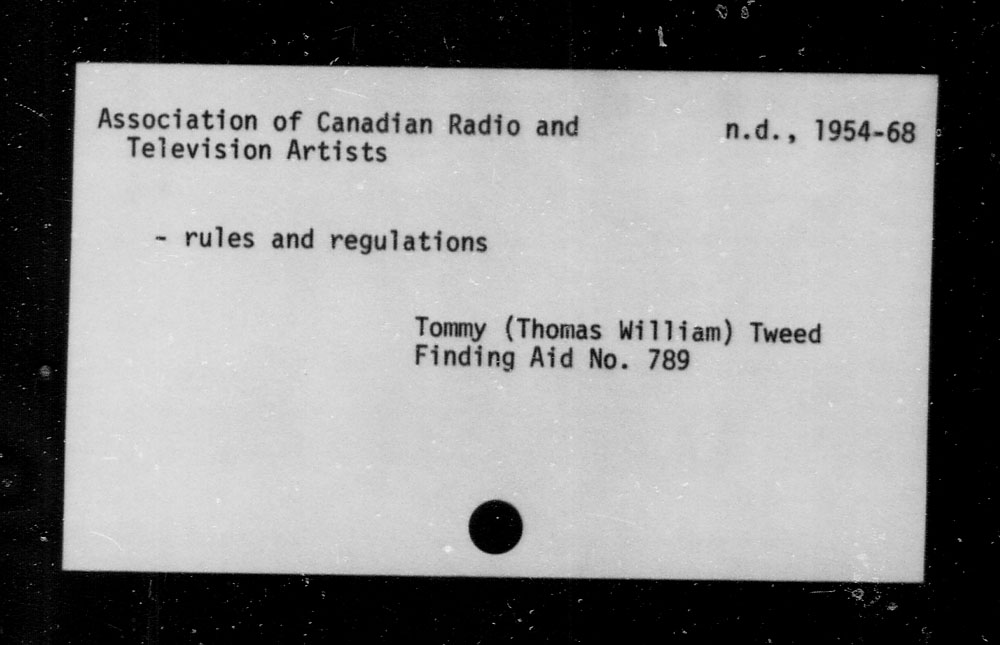 Association of Canadian Radio and n.d., 1954-68
Television Artists
- rules and regulations
Tommy (Thomas William) Tweed
Finding Aid No. 789